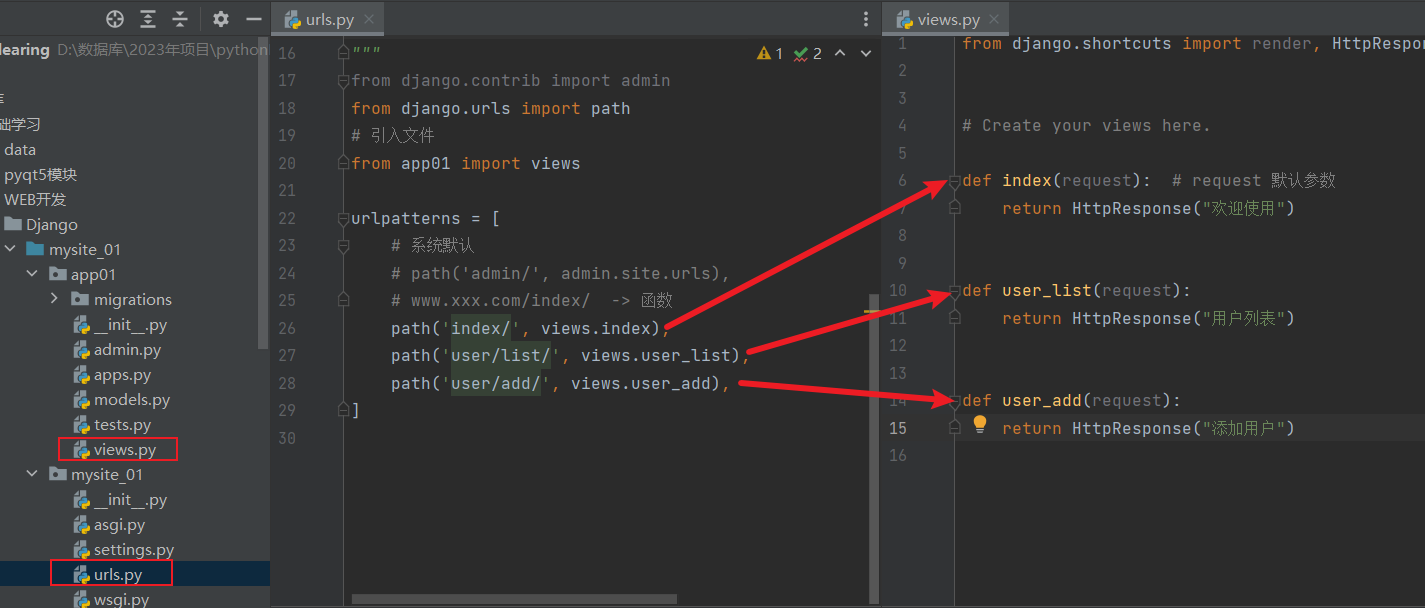 learing D:\数据库\2023年项目\python
础学习
data
pyqt5模块
WEB开发
Django
mysite_01
app01
migrations
__init__.py
admin.py
apps.py
models.py
tests.py
views.py
mysite_01
__init__.py
asgi.py
settings.py
urls.py
wsgi.py
urls.py
1 2
16 """
17 from django.contrib import admin
18 from django.urls import path
19 # 引入文件
20 from app01 import views
21
22 urlpatterns = [
23 # 系统默认
24 # path('admin/', admin.site.urls),
25 # www.xxx.com/index/ -> 函数
26 path('index/', views.index),
27 path('user/list/', views.user_list),
28 path('user/add/', views.user_add),
29 ]
30
views.py
1 from django.shortcuts import render, HttpRespon
2
3
4 # Create your views here.
5
6 def index(request): # request 默认参数
7 return HttpResponse("欢迎使用")
8
9
10 def user_list(request):
11 return HttpResponse("用户列表")
12
13
14 def user_add(request):
15 return HttpResponse("添加用户")
16